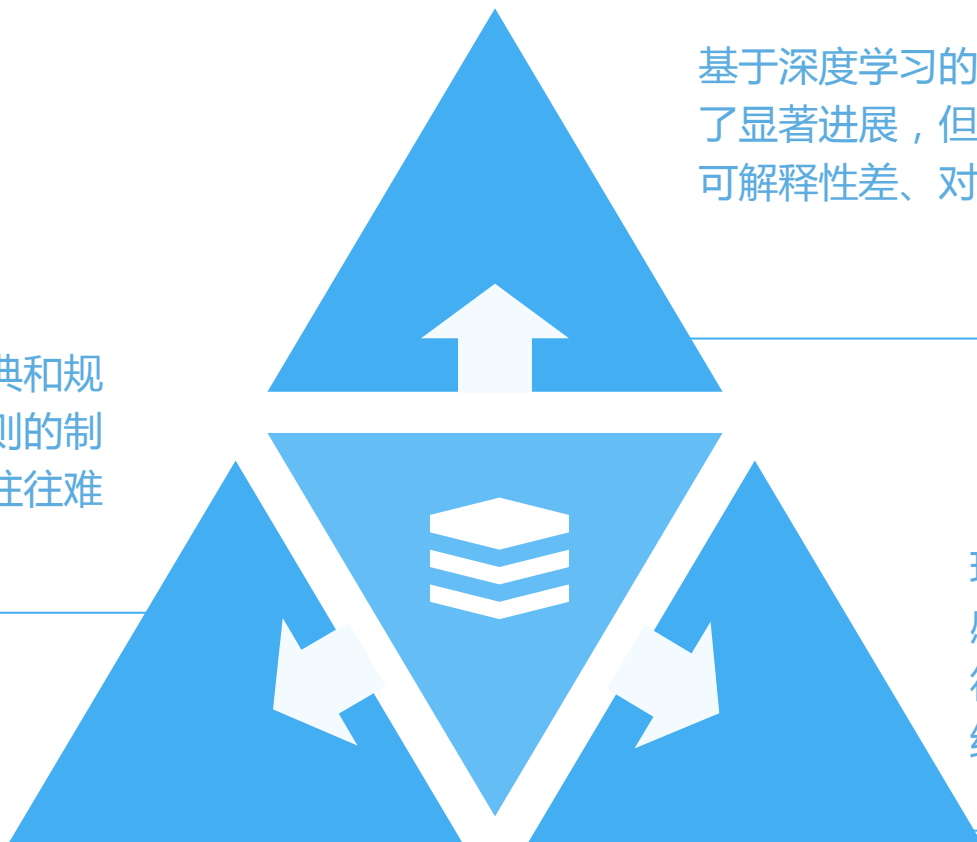 基于深度学习的
了显著进展，但
可解释性差、对
典和规
则的制
往往难